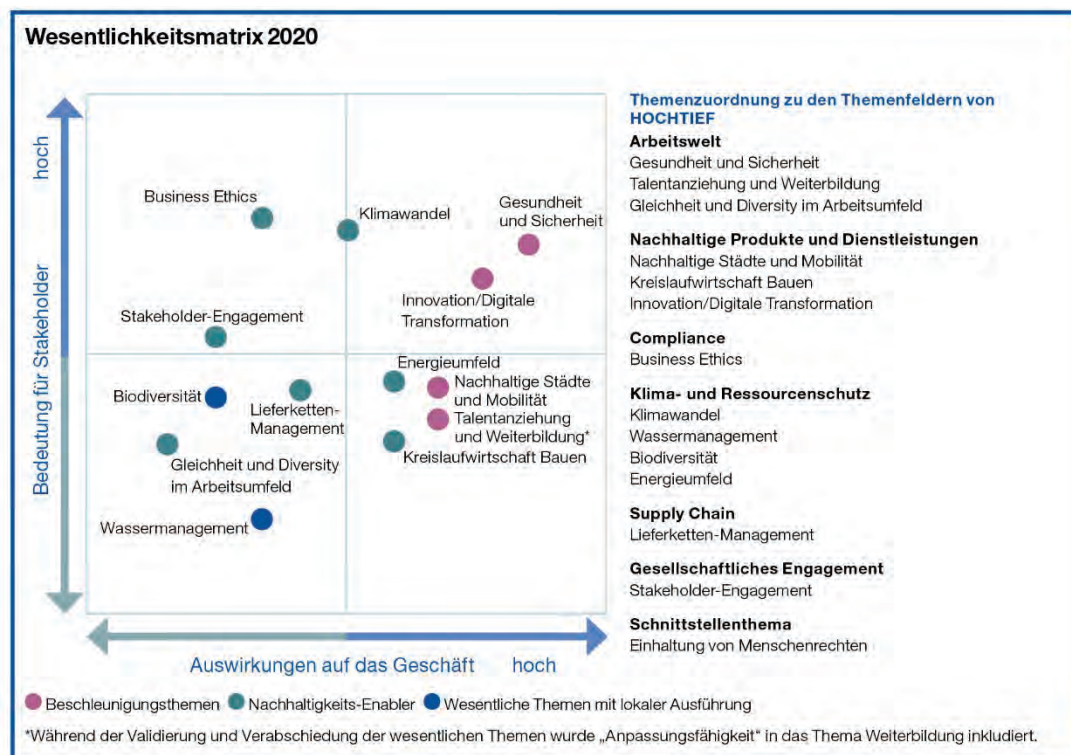 Wesentlichkeitsmatrix 2020
hoch
Bedeutung für Stakeholder
Business Ethics
Klimawandel
Gesundheit
und Sicherheit
Innovation/Digitale
Transformation
Stakeholder-Engagement
Energieumfeld
Biodiversität
Lieferketten-
Management
Nachhaltige Städte
und Mobilität
Talentanziehung
und Weiterbildung*
Kreislaufwirtschaft Bauen
Gleichheit und Diversity
im Arbeitsumfeld
Wassermanagement
Auswirkungen auf das Geschäft hoch
Themenzuordnung zu den Themenfeldern von
HOCHTIEF
Arbeitswelt
Gesundheit und Sicherheit
Talentanziehung und Weiterbildung
Gleichheit und Diversity im Arbeitsumfeld
Nachhaltige Produkte und Dienstleistungen
Nachhaltige Städte und Mobilität
Kreislaufwirtschaft Bauen
Innovation/Digitale Transformation
Compliance
Business Ethics
Klima- und Ressourcenschutz
Klimawandel
Wassermanagement
Biodiversität
Energieumfeld
Supply Chain
Lieferketten-Management
Gesellschaftliches Engagement
Stakeholder-Engagement
Schnittstellenthema
Einhaltung von Menschenrechten
Beschleunigungsthemen Nachhaltigkeits-Enabler Wesentliche Themen mit lokaler Ausführung
*Während der Validierung und Verabschiedung der wesentlichen Themen wurde „Anpassungsfähigkeit“ in das Thema Weiterbildung inkludiert.